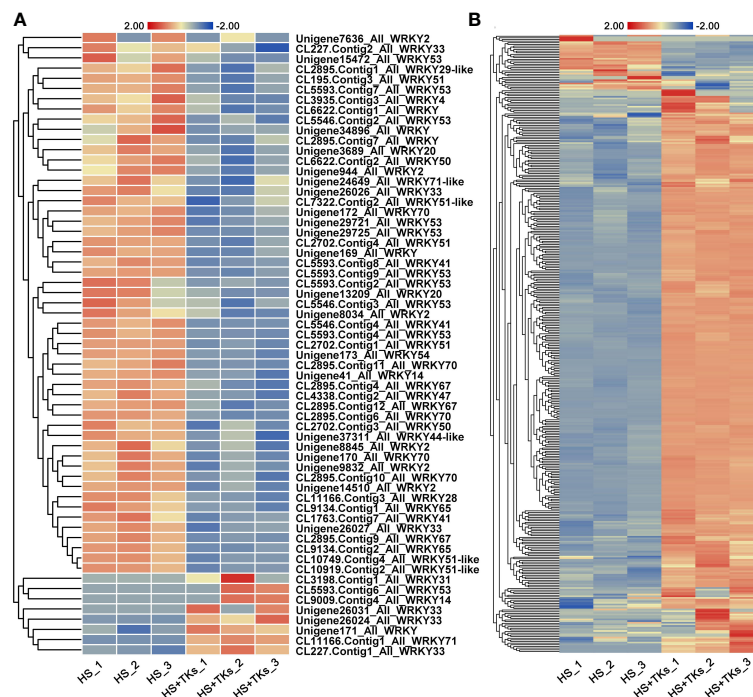 A
2.00 -2.00
Unigene7636_All_WRKY2
CL227.Contig2_All_WRKY33
Unigene15472_All_WRKY53
CL2895.Contig1_All_WRKY29-like
CL195.Contig3_All_WRKY51
CL5593.Contig7_All_WRKY53
CL3935.Contig3_All_WRKY4
CL6622.Contig1_All_WRKY
CL5546.Contig2_All_WRKY53
Unigene34896_All_WRKY
CL2895.Contig7_All_WRKY
Unigene3689_All_WRKY20
CL6622.Contig2_All_WRKY50
Unigene944_All_WRKY2
Unigene24649_All_WRKY71-like
Unigene26026_All_WRKY33
CL7322.Contig2_All_WRKY51-like
Unigene172_All_WRKY70
Unigene29721_All_WRKY53
Unigene29725_All_WRKY53
CL2702.Contig4_All_WRKY51
Unigene169_All_WRKY
CL5593.Contig8_All_WRKY41
CL5593.Contig9_All_WRKY53
CL5593.Contig2_All_WRKY53
Unigene13209_All_WRKY20
CL5546.Contig3_All_WRKY53
Unigene8034_All_WRKY2
CL5546.Contig4_All_WRKY41
CL5593.Contig4_All_WRKY53
CL2702.Contig1_All_WRKY51
Unigene173_All_WRKY54
CL2895.Contig11_All_WRKY70
Unigene41_All_WRKY14
CL2895.Contig4_All_WRKY67
CL4338.Contig2_All_WRKY47
CL2895.Contig12_All_WRKY67
CL2895.Contig6_All_WRKY70
CL2702.Contig3_All_WRKY50
Unigene37311_All_WRKY44-like
Unigene8845_All_WRKY2
Unigene170_All_WRKY70
Unigene9832_All_WRKY2
CL2895.Contig10_All_WRKY70
Unigene14510_All_WRKY2
CL11166.Contig3_All_WRKY28
CL9134.Contig1_All_WRKY65
CL1763.Contig7_All_WRKY41
Unigene26027_All_WRKY33
CL2895.Contig9_All_WRKY67
CL9134.Contig2_All_WRKY65
CL10749.Contig4_All_WRKY51-like
CL10919.Contig2_All_WRKY51-like
CL3198.Contig1_All_WRKY31
CL5593.Contig6_All_WRKY53
CL9009.Contig4_All_WRKY14
Unigene26031_All_WRKY33
Unigene26024_All_WRKY33
Unigene171_All_WRKY
CL11166.Contig1_All_WRKY71
CL227.Contig1_All_WRKY33
HS_1 HS_2 HS_3 HS+TKs_1 HS+TKs_2 HS+TKs_3
B
2.00 -2.00
HS_1 HS_2 HS_3 HS+TKs_1 HS+TKs_2 HS+TKs_3